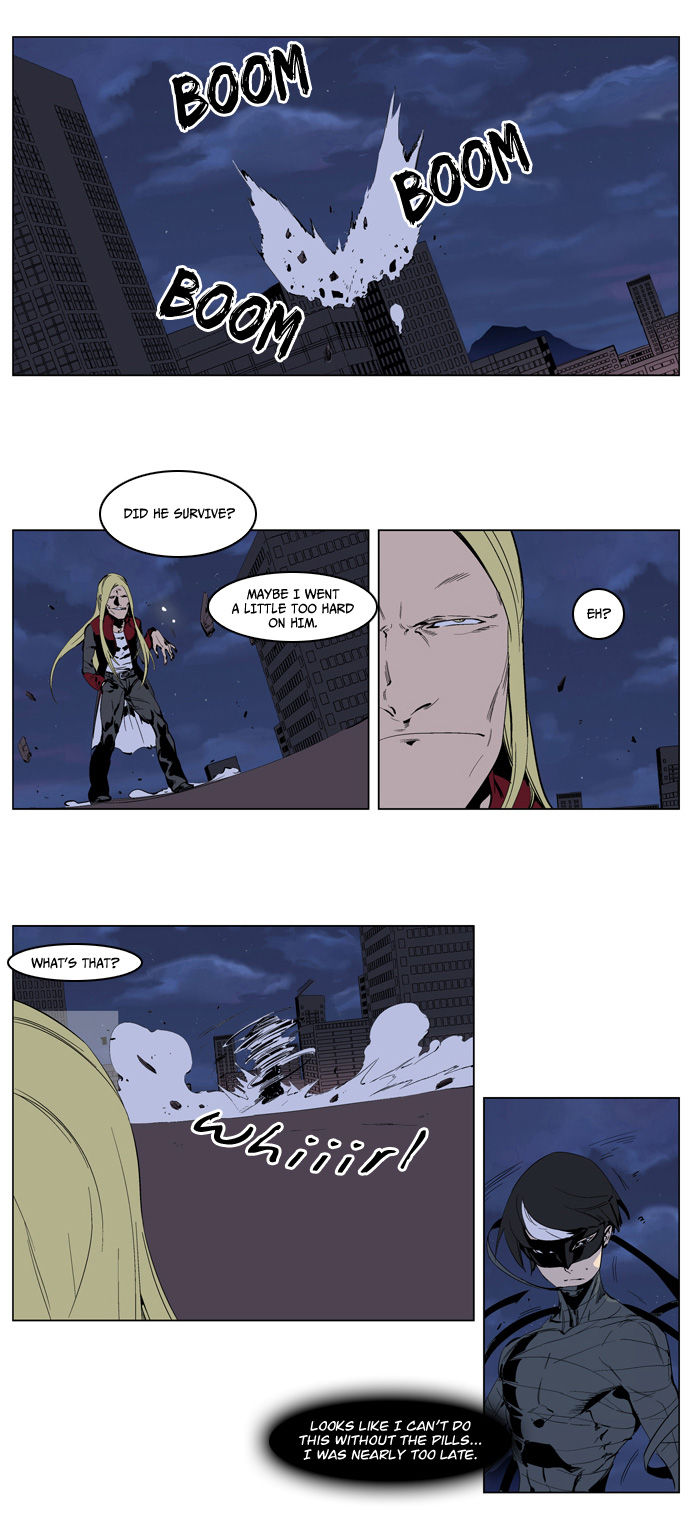 BOOM
BOOM
BOOM
DID HE SURVIVE?
MAYBE I WENT
A LITTLE TOO HARD
ON HIM.
EH?
WHAT'S THAT?
whiiirl
LOOKS LIKE I CAN'T DO
THIS WITHOUT THE PILLS...
I WAS NEARLY TOO LATE.